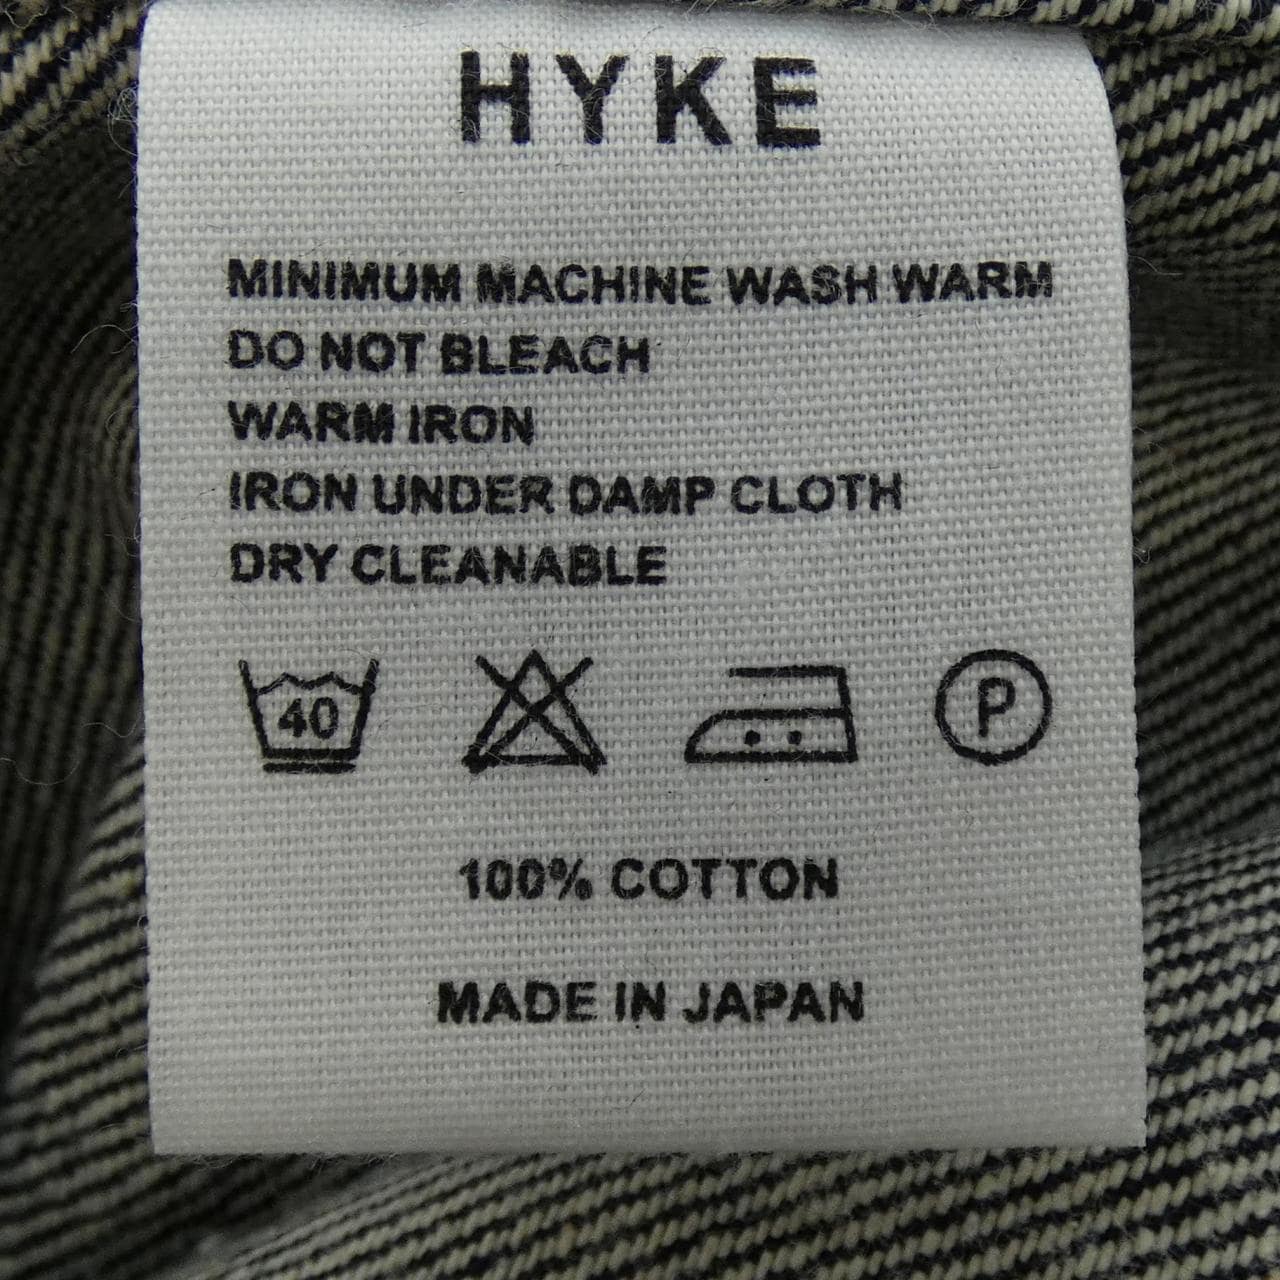 HYKE
MINIMUM MACHINE WASH WARM
DO NOT BLEACH
WARM IRON
IRON UNDER DAMP CLOTH
DRY CLEANABLE
40 P
100% COTTON
MADE IN JAPAN